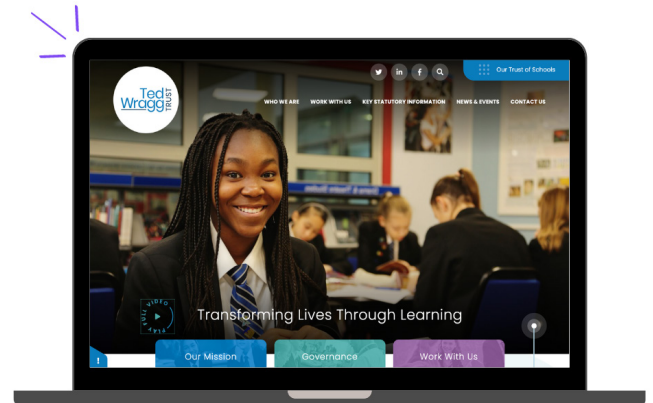 Our Trust of Schools
Ted
Wragg
TRUST
WHO WE ARE WORK WITH US KEY STATUTORY INFORMATION NEWS & EVENTS CONTACT US
PLAY FULL VIDEO
Transforming Lives Through Learning
Our Mission Governance Work With Us